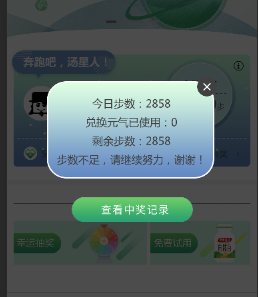 奔跑吧，汤星人！
今日步数：2858
兑换元气已使用：0
剩余步数：2858
步数不足，请继续努力，谢谢！
查看中奖记录
幸运抽奖
免费试用